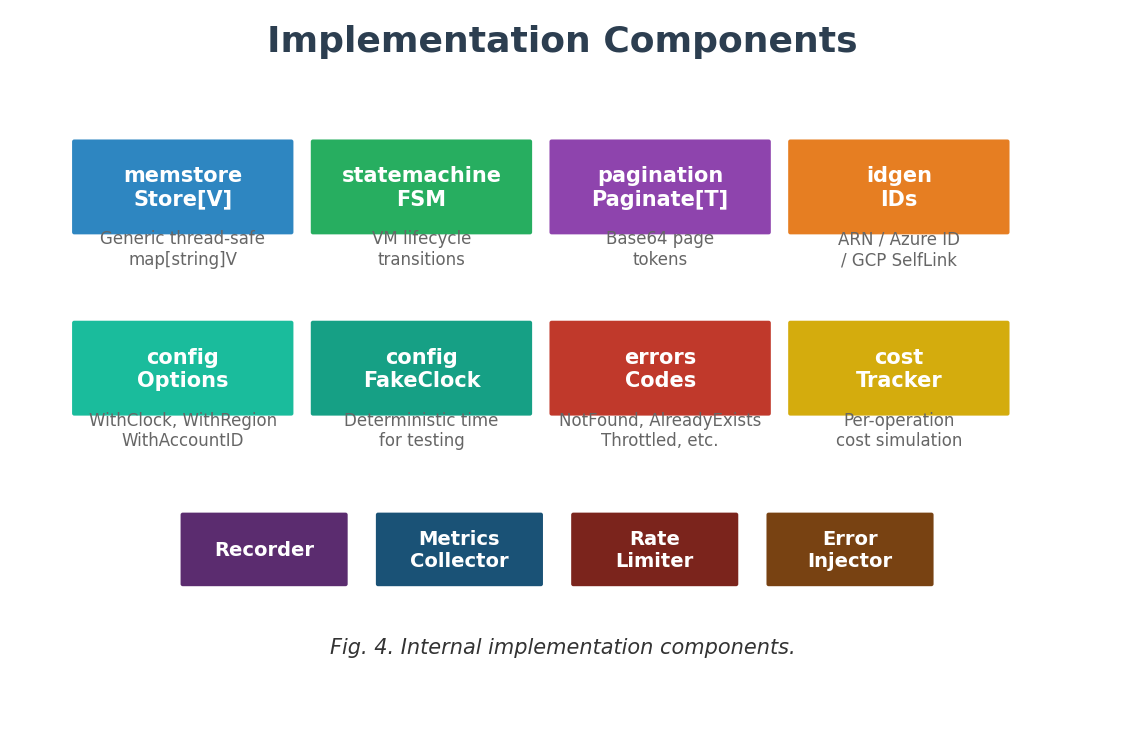 Implementation Components
memstore
Store[V]
Generic thread-safe
map[string]V
statemachine
FSM
VM lifecycle
transitions
pagination
Paginate[T]
Base64 page
tokens
idgen
IDs
ARN / Azure ID
/ GCP SelfLink
config
Options
WithClock, WithRegion
WithAccountID
config
FakeClock
Deterministic time
for testing
errors
Codes
NotFound, AlreadyExists
Throttled, etc.
cost
Tracker
Per-operation
cost simulation
Recorder
Metrics
Collector
Rate
Limiter
Error
Injector
Fig. 4. Internal implementation components.